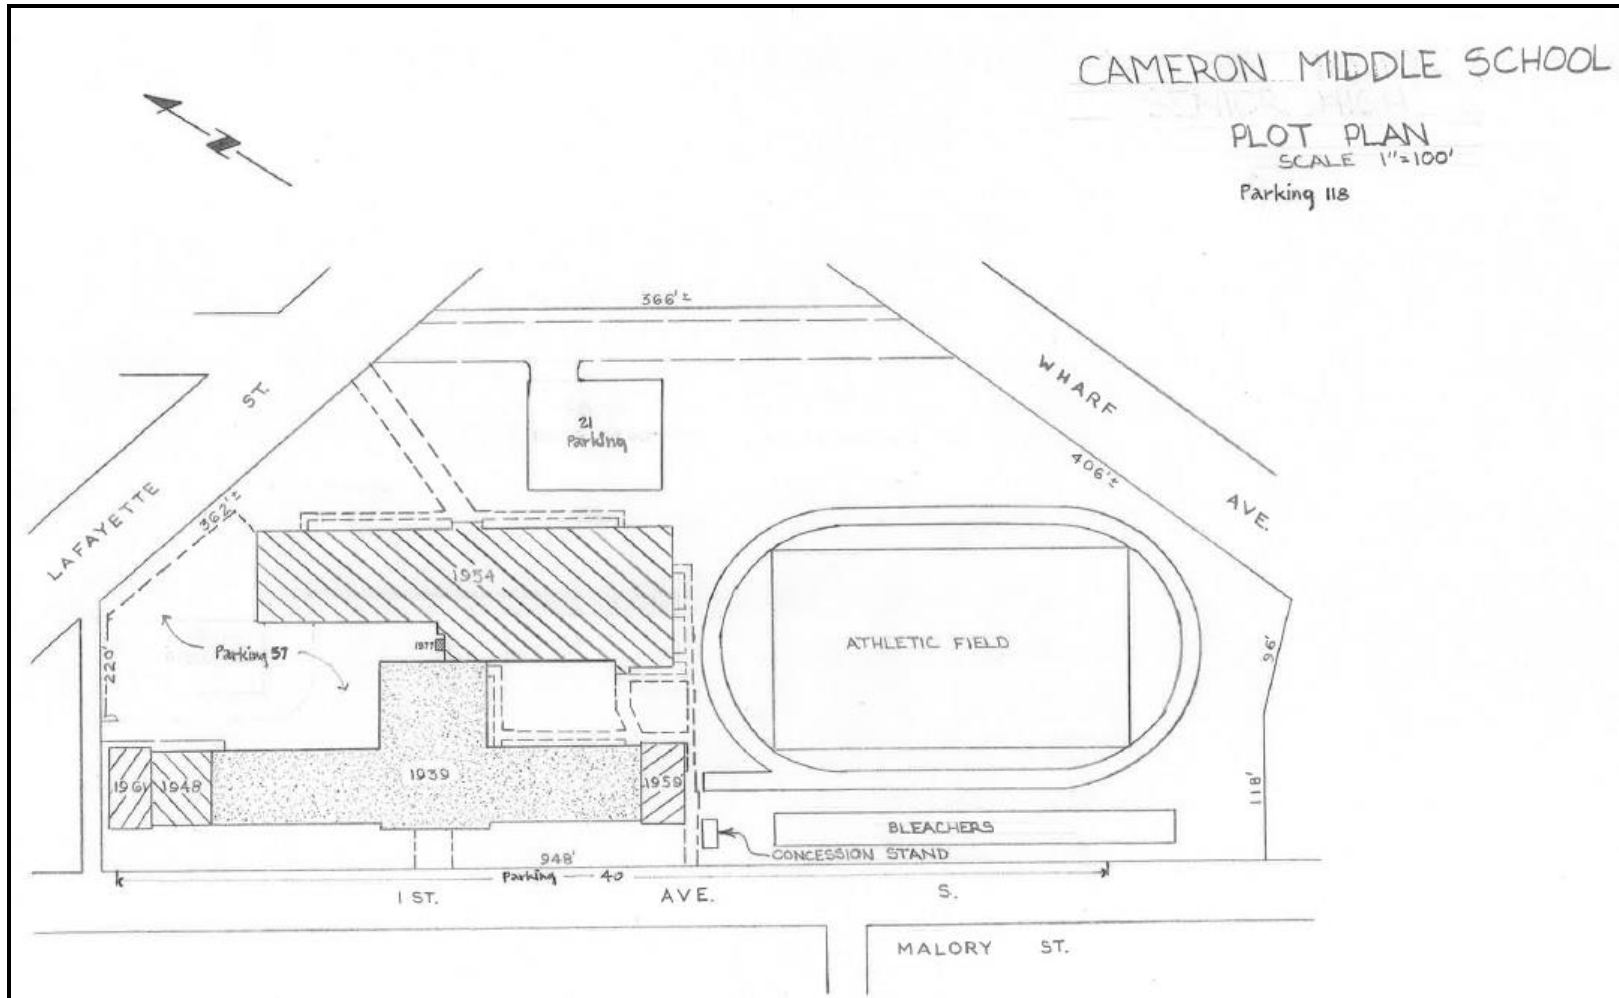 CAMERON MIDDLE SCHOOL
PLOT PLAN
SCALE 1"=100'
Parking 118
366'±
WHARF AVE.
406'±
LAFAYETTE ST.
362'±
21
Parking
1954
1977
Parking 57
220'
ATHLETIC FIELD
96'
1961
1948
1939
1959
118'
BLEACHERS
CONCESSION STAND
948'
Parking 40
1 ST. AVE. S.
MALORY ST.